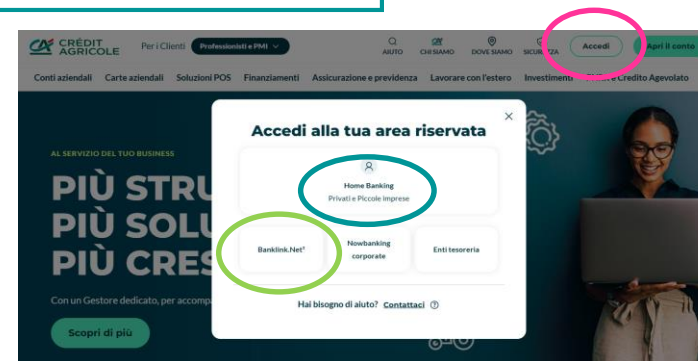 CRÉDIT AGRICOLE
Per i Clienti
Professionisti e PMI
AIUTO
CHI SIAMO
DOVE SIAMO
SICUREZZA
Accedi
Apri il conto
Conti aziendali Carte aziendali Soluzioni POS Finanziamenti Assicurazione e previdenza Lavorare con l'estero Investimenti
e Credito Agevolato
Accedi alla tua area riservata
AL SERVIZIO DEL TUO BUSINESS
PIÙ STRU
PIÙ SOLU
PIÙ CRES
Home Banking
Privati e Piccole imprese
Banklink.Net
Nowbanking corporate
Enti tesoreria
Con un Gestore dedicato, per accomp
Hai bisogno di aiuto? Contattaci
Scopri di più